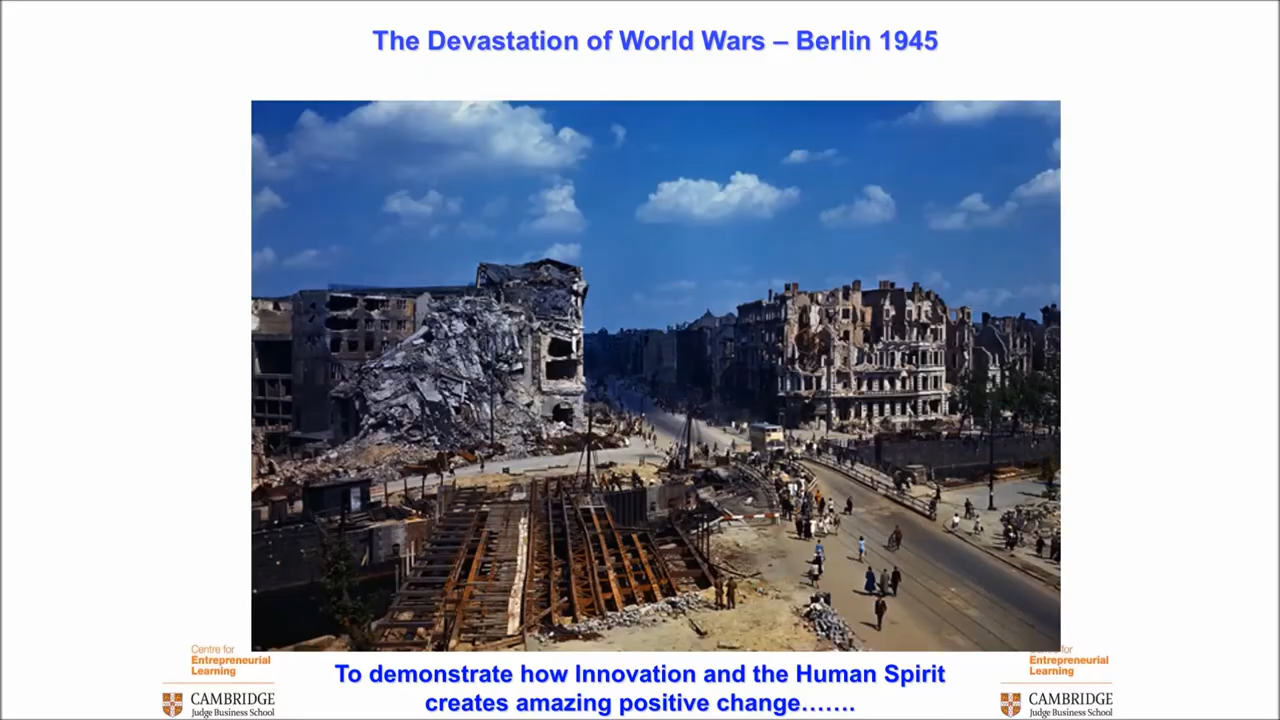 The Devastation of World Wars – Berlin 1945
Centre for
Entrepreneurial
Learning
CAMBRIDGE
Judge Business School
To demonstrate how Innovation and the Human Spirit
creates amazing positive change…….
Centre for
Entrepreneurial
Learning
CAMBRIDGE
Judge Business School